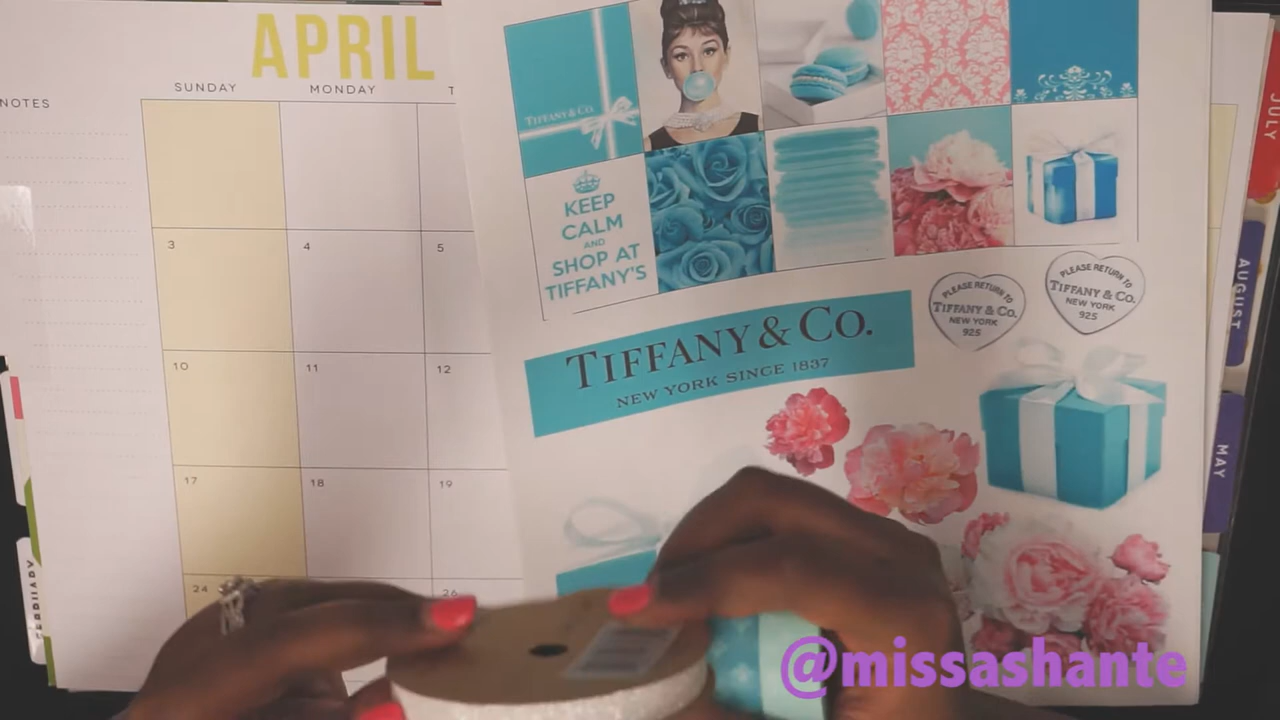 APRIL
NOTES
SUNDAY
MONDAY
T
3
4
5
10
11
12
17
18
19
24
26
FEBRUARY
TIFFANY & CO.
KEEP
CALM
AND
SHOP AT
TIFFANY'S
TIFFANY & CO.
NEW YORK SINCE 1837
PLEASE RETURN TO
TIFFANY & CO.
NEW YORK
925
PLEASE RETURN TO
TIFFANY & CO.
NEW YORK
925
JULY
AUGUST
MAY
@missashante